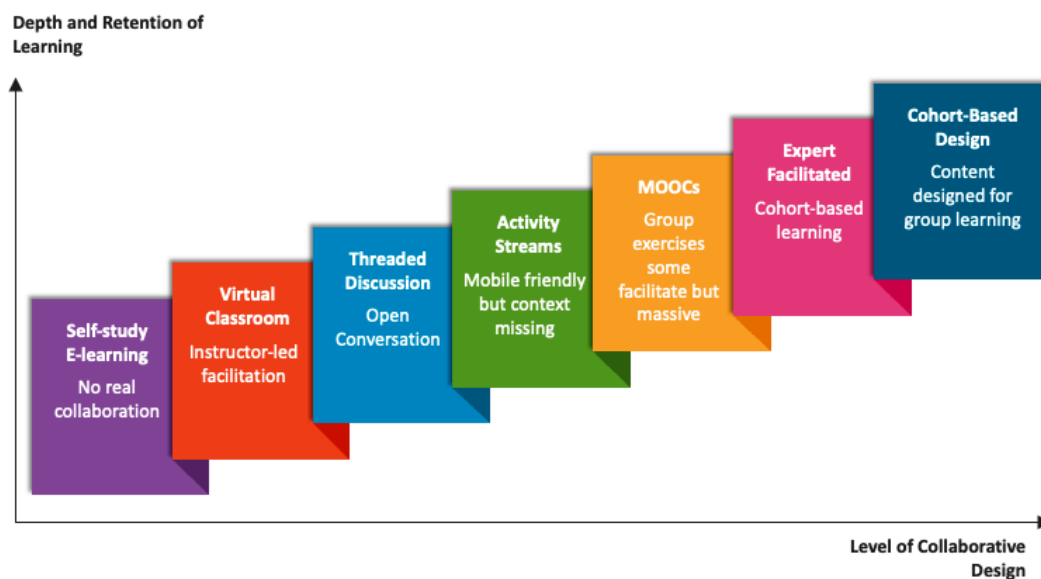 Depth and Retention of
Learning
Self-study
E-learning
No real
collaboration
Virtual
Classroom
Instructor-led
facilitation
Threaded
Discussion
Open
Conversation
Activity
Streams
Mobile friendly
but context
missing
MOOCs
Group
exercises
some
facilitate but
massive
Expert
Facilitated
Cohort-based
learning
Cohort-Based
Design
Content
designed for
group learning
Level of Collaborative
Design